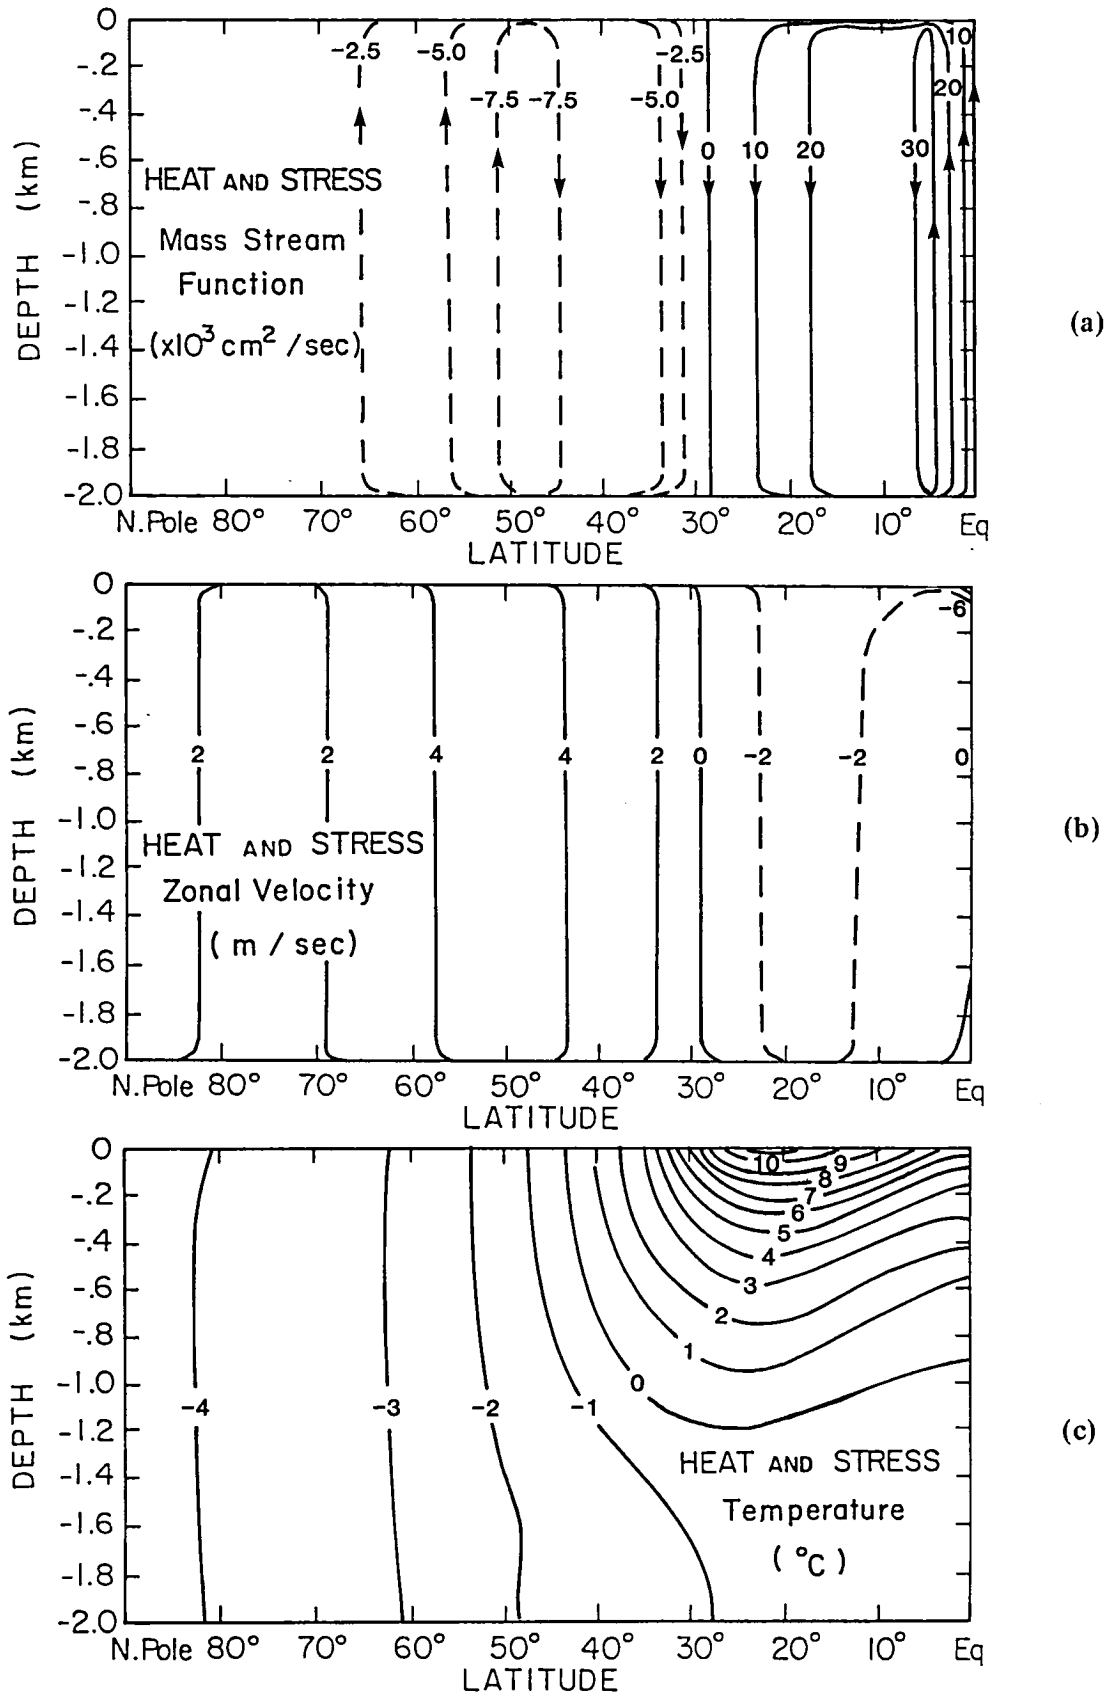 0
-.2
-.4
-.6
-.8
-1.0
-1.2
-1.4
-1.6
-1.8
-2.0
DEPTH (km)
-2.5 -5.0 -7.5 -7.5 -5.0 -2.5 0 10 20 30 20 10
HEAT AND STRESS
Mass Stream
Function
(x10³ cm² /sec)
N.Pole 80° 70° 60° 50° 40° 30° 20° 10° Eq
LATITUDE
(a)
0
-.2
-.4
-.6
-.8
-1.0
-1.2
-1.4
-1.6
-1.8
-2.0
DEPTH (km)
-6
2 2 4 4 2 0 -2 -2 0
HEAT AND STRESS
Zonal Velocity
( m / sec)
N.Pole 80° 70° 60° 50° 40° 30° 20° 10° Eq
LATITUDE
(b)
0
-.2
-.4
-.6
-.8
-1.0
-1.2
-1.4
-1.6
-1.8
-2.0
DEPTH (km)
10 9
8
7
6
5
4
3
2
1
0
-4 -3 -2 -1
HEAT AND STRESS
Temperature
( °C )
N.Pole 80° 70° 60° 50° 40° 30° 20° 10° Eq
LATITUDE
(c)